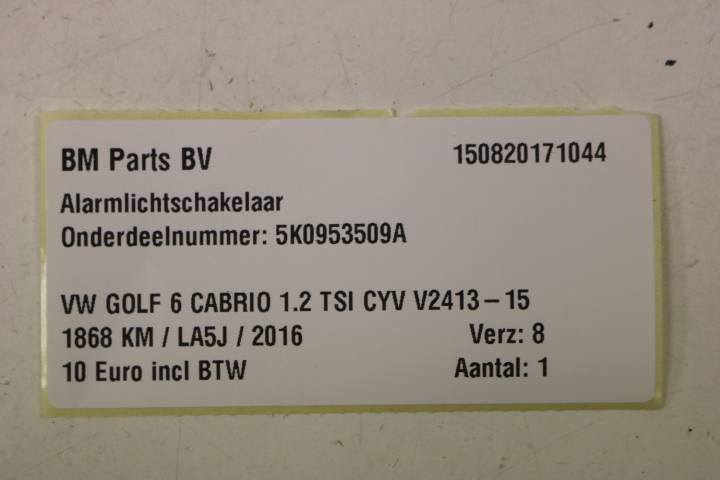 BM Parts BV 150820171044
Alarmlichtschakelaar
Onderdeelnummer: 5K0953509A
VW GOLF 6 CABRIO 1.2 TSI CYV V2413-15
1868 KM / LA5J / 2016 Verz: 8
10 Euro incl BTW Aantal: 1